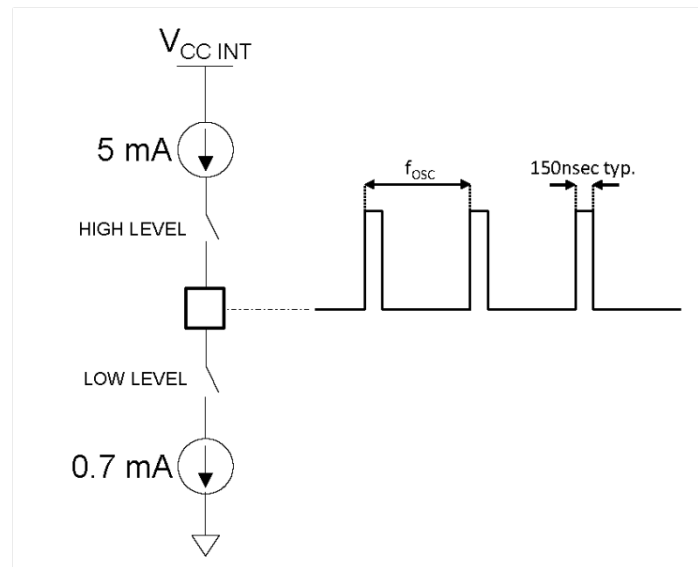 VCC INT
5 mA
fOSC
150nsec typ.
HIGH LEVEL
LOW LEVEL
0.7 mA